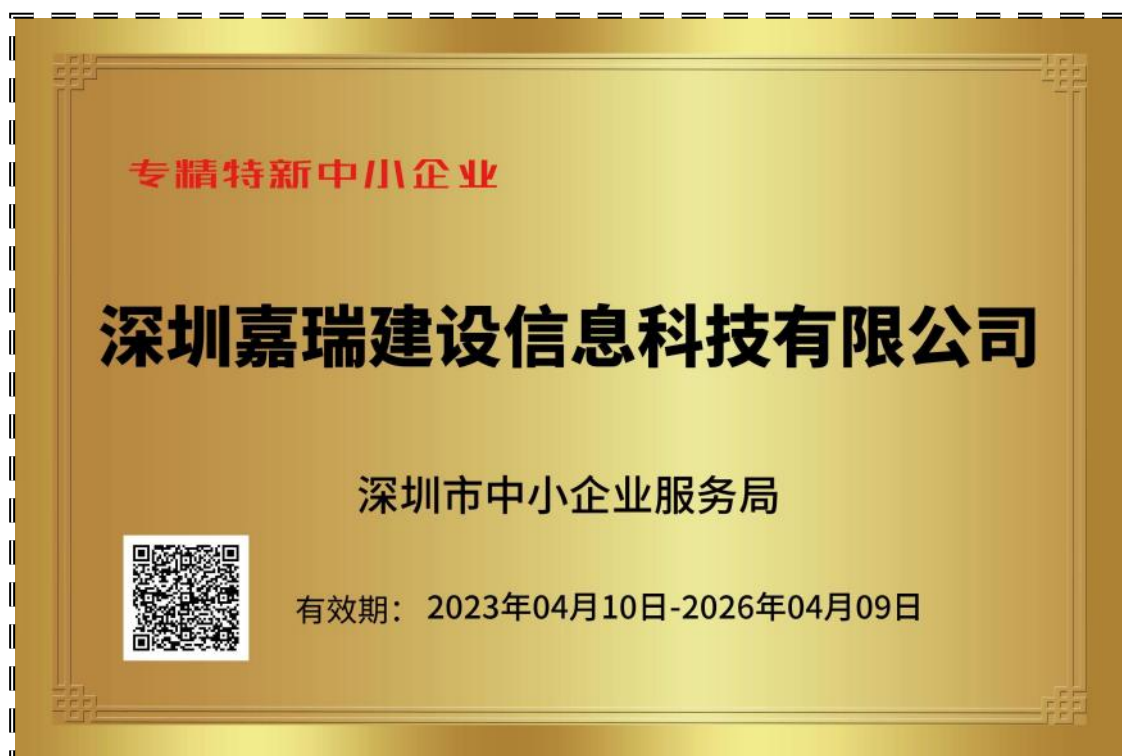 专精特新中小企业
深圳嘉瑞建设信息科技有限公司
深圳市中小企业服务局
有效期： 2023年04月10日-2026年04月09日